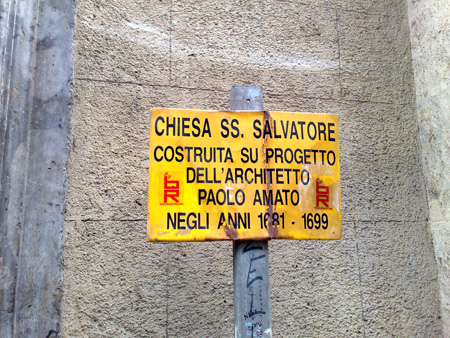 CHIESA SS. SALVATORE
COSTRUITA SU PROGETTO
DELL'ARCHITETTO
PAOLO AMATO
NEGLI ANNI 1681 - 1699